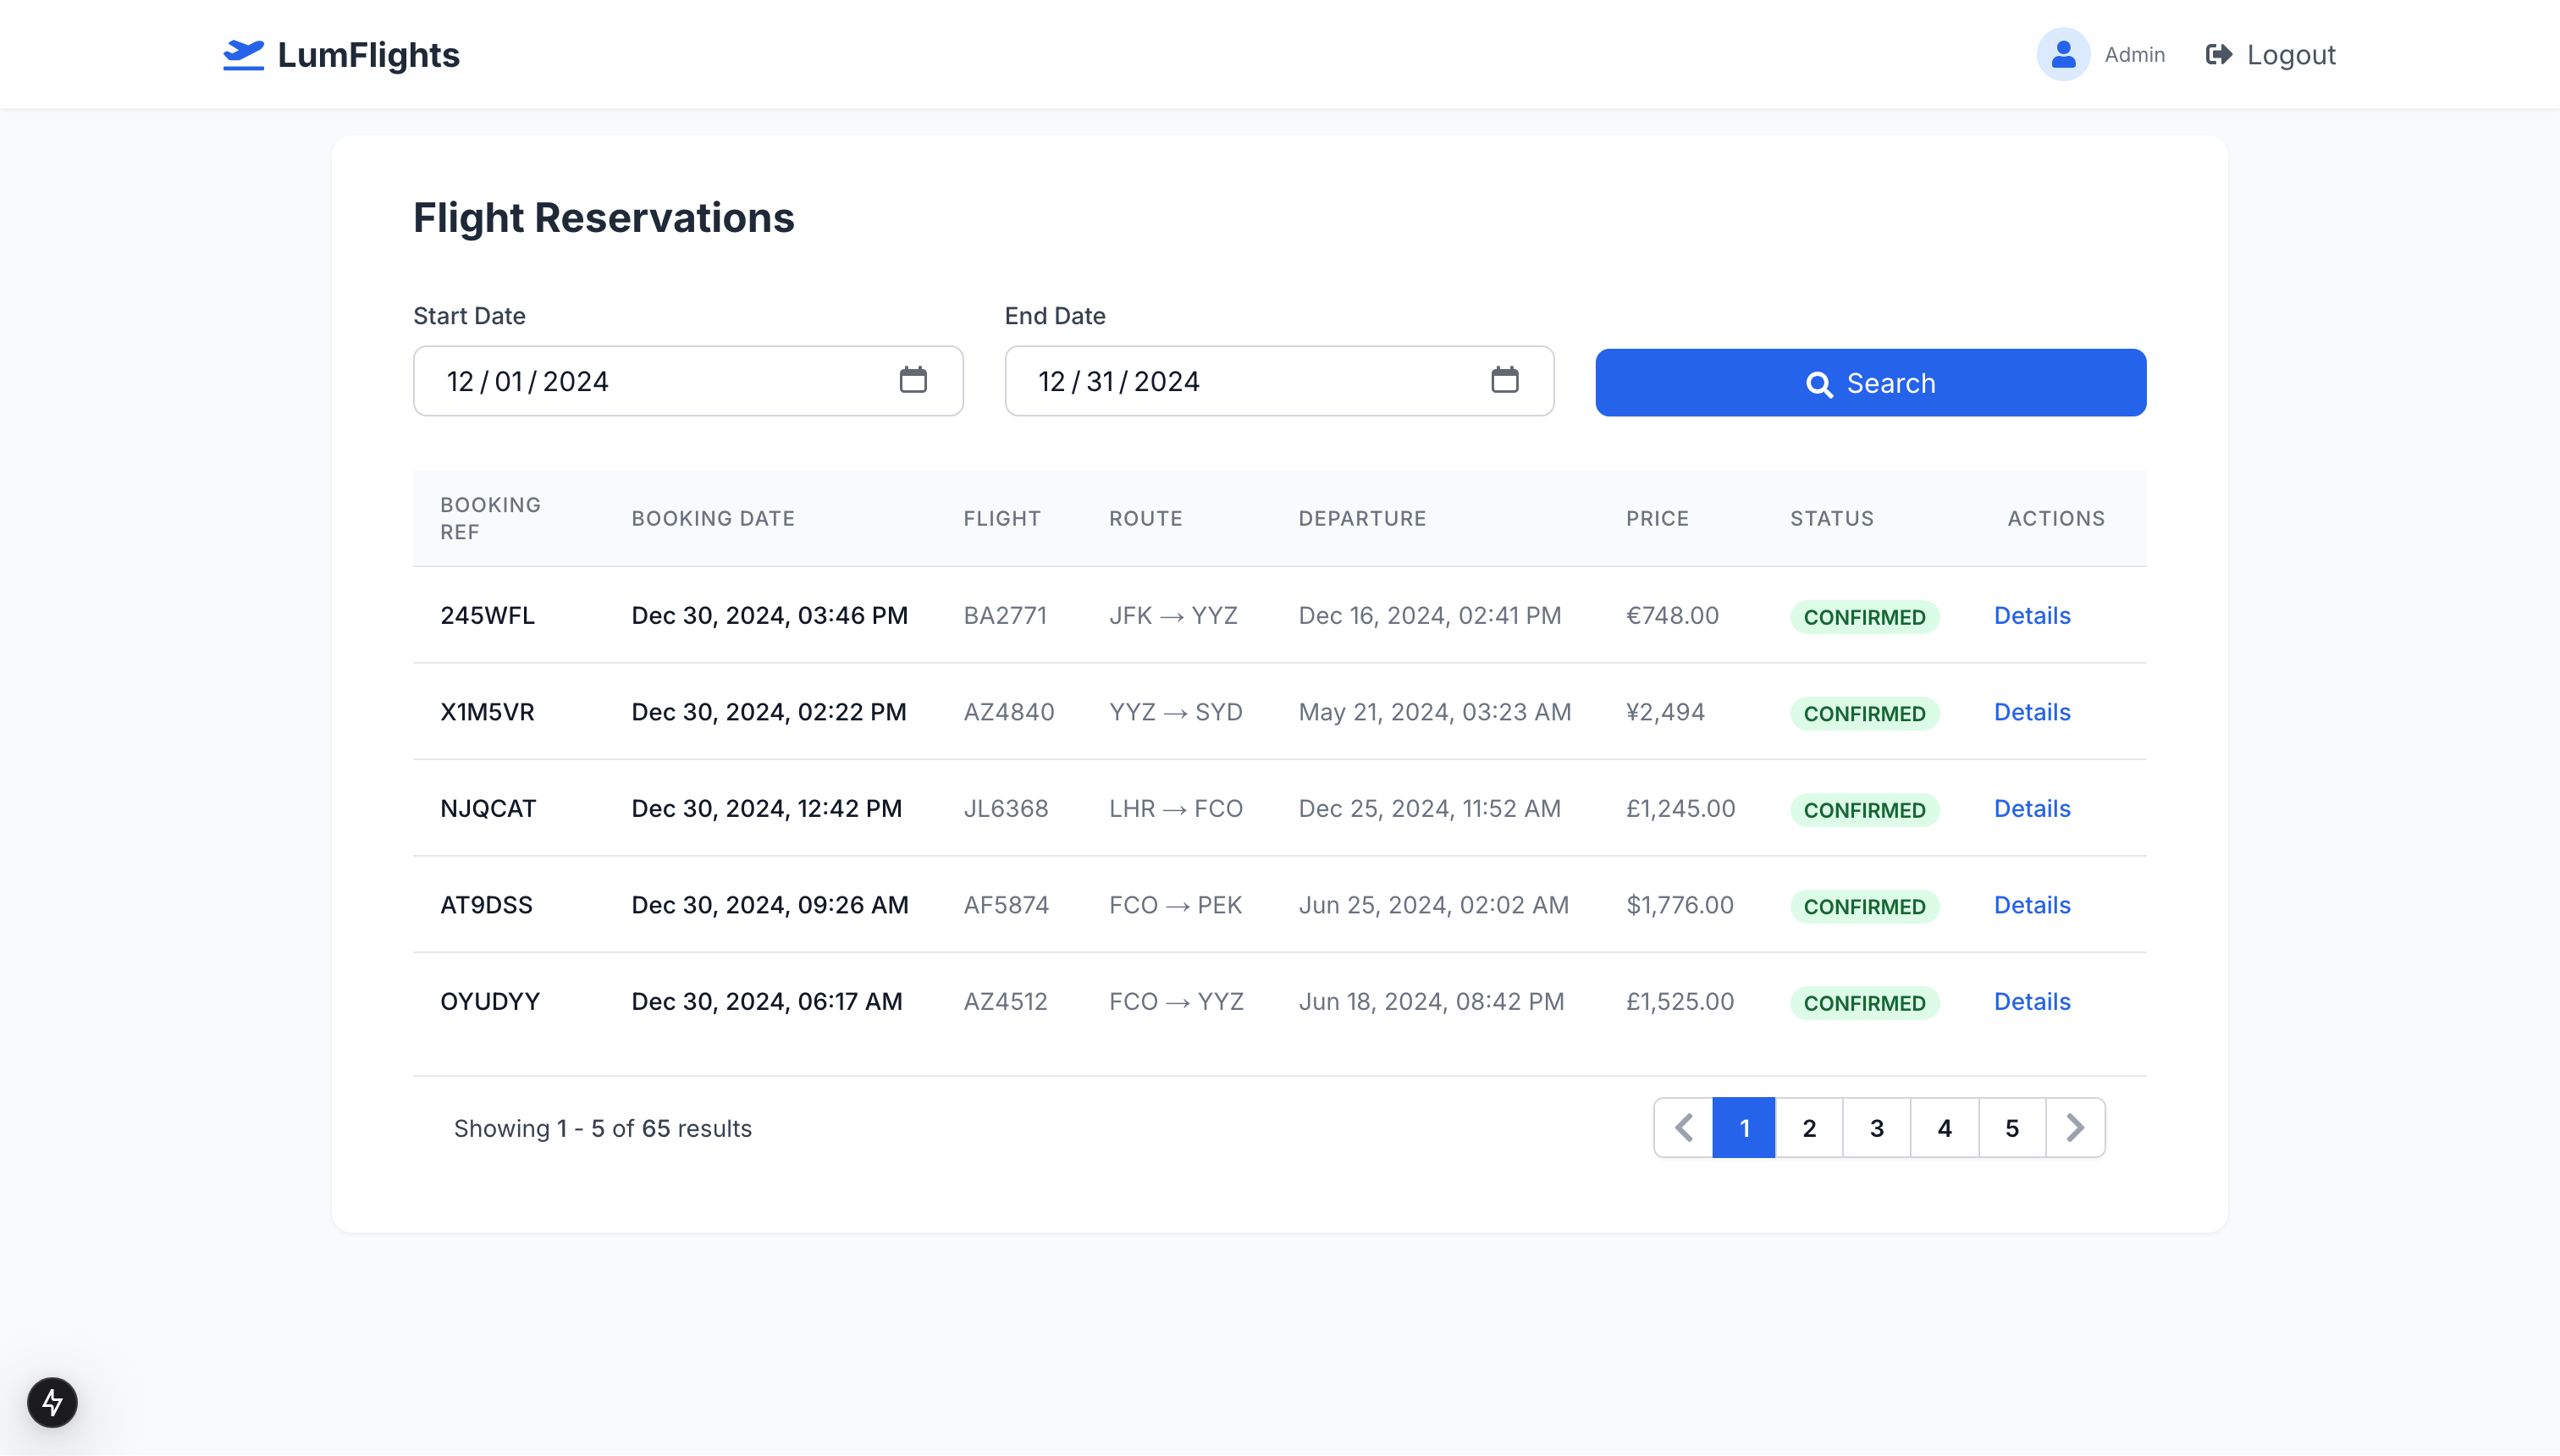 LumFlights
Admin
Logout
Flight Reservations
Start Date
End Date
12/01/2024
12/31/2024
Search
BOOKING REF BOOKING DATE FLIGHT ROUTE DEPARTURE PRICE STATUS ACTIONS
245WFL Dec 30, 2024, 03:46 PM BA2771 JFK → YYZ Dec 16, 2024, 02:41 PM €748.00 CONFIRMED Details
X1M5VR Dec 30, 2024, 02:22 PM AZ4840 YYZ → SYD May 21, 2024, 03:23 AM ¥2,494 CONFIRMED Details
NJQCAT Dec 30, 2024, 12:42 PM JL6368 LHR → FCO Dec 25, 2024, 11:52 AM £1,245.00 CONFIRMED Details
AT9DSS Dec 30, 2024, 09:26 AM AF5874 FCO → PEK Jun 25, 2024, 02:02 AM $1,776.00 CONFIRMED Details
OYUDYY Dec 30, 2024, 06:17 AM AZ4512 FCO → YYZ Jun 18, 2024, 08:42 PM £1,525.00 CONFIRMED Details
Showing 1 - 5 of 65 results
1 2 3 4 5